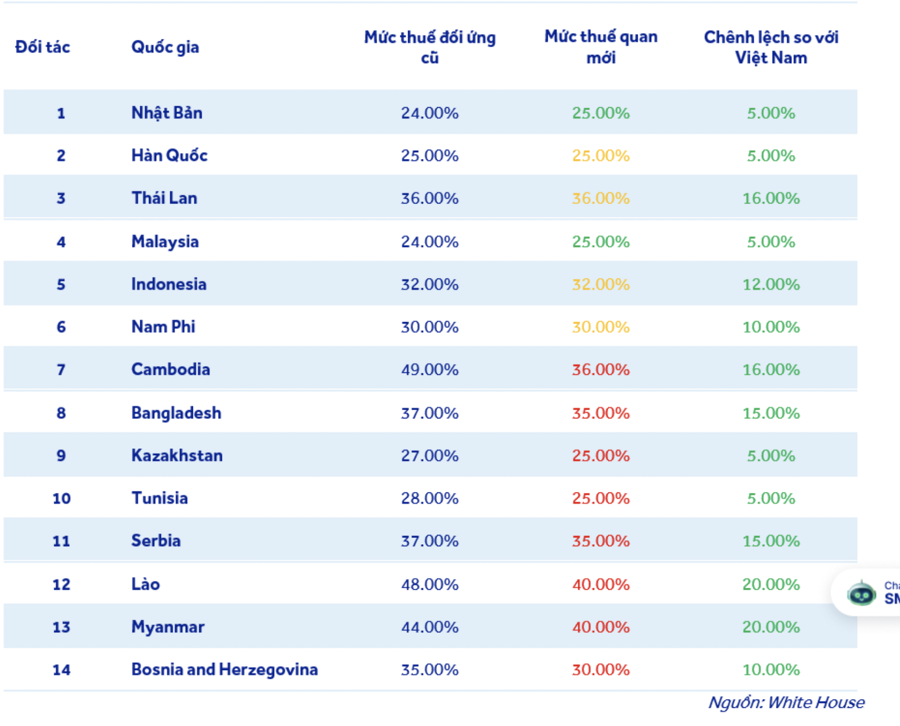 Đối tác Quốc gia Mức thuế đối ứng cũ Mức thuế quan mới Chênh lệch so với Việt Nam
1 Nhật Bản 24.00% 25.00% 5.00%
2 Hàn Quốc 25.00% 25.00% 5.00%
3 Thái Lan 36.00% 36.00% 16.00%
4 Malaysia 24.00% 25.00% 5.00%
5 Indonesia 32.00% 32.00% 12.00%
6 Nam Phi 30.00% 30.00% 10.00%
7 Cambodia 49.00% 36.00% 16.00%
8 Bangladesh 37.00% 35.00% 15.00%
9 Kazakhstan 27.00% 25.00% 5.00%
10 Tunisia 28.00% 25.00% 5.00%
11 Serbia 37.00% 35.00% 15.00%
12 Lào 48.00% 40.00% 20.00%
13 Myanmar 44.00% 40.00% 20.00%
14 Bosnia and Herzegovina 35.00% 30.00% 10.00%
Nguồn: White House